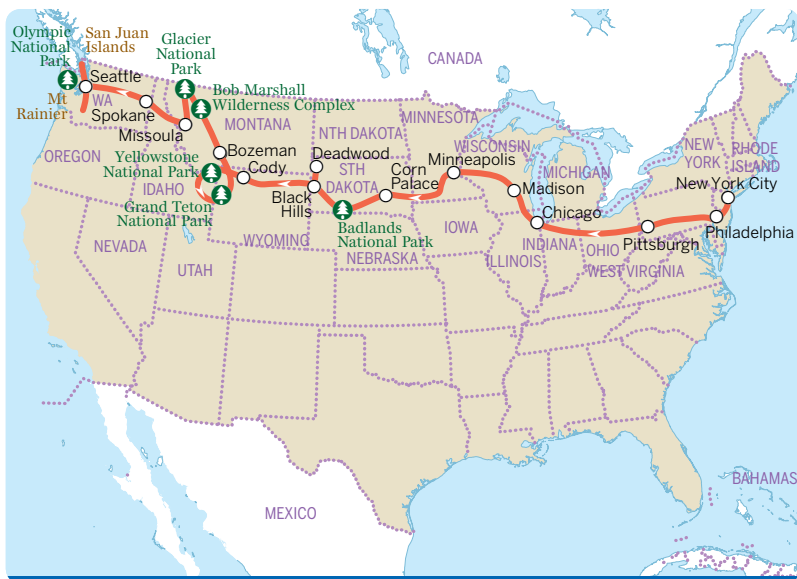 Olympic
National
Park
San Juan
Islands
Glacier
National
Park
CANADA
Seattle
WA
Mt
Rainier
Spokane
Missoula
Bob Marshall
Wilderness Complex
MONTANA
NTH DAKOTA
MINNESOTA
OREGON
Yellowstone
National Park
IDAHO
Grand Teton
National Park
Bozeman
Cody
Deadwood
STH
DAKOTA
Black
Hills
Corn
Palace
Minneapolis
WISCONSIN
MICHIGAN
Madison
Chicago
NEW
YORK
RHODE
ISLAND
New York City
Philadelphia
Pittsburgh
Badlands
National Park
WYOMING
NEBRASKA
IOWA
ILLINOIS
INDIANA
OHIO
WEST VIRGINIA
NEVADA
UTAH
MEXICO
BAHAMAS